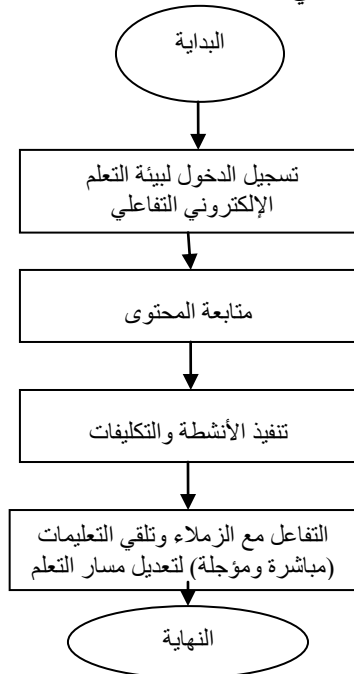 البداية
تسجيل الدخول لبيئة التعلم
الإلكتروني التفاعلي
متابعة المحتوى
تنفيذ الأنشطة والتكليفات
التفاعل مع الزملاء وتلقي التعليمات
(مباشرة ومؤجلة) لتعديل مسار التعلم
النهاية